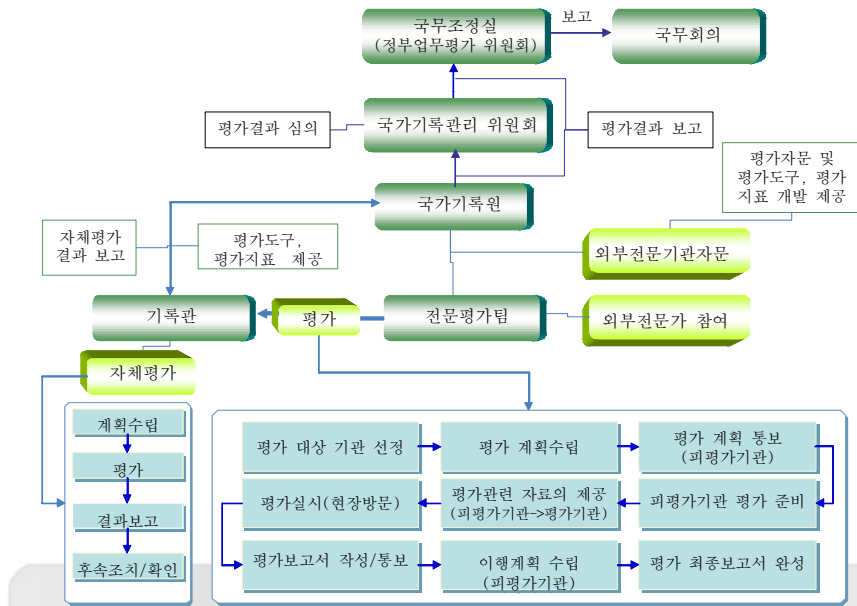 국무조정실
(정부업무평가 위원회)
보고
국무회의
평가결과 심의
국가기록관리 위원회
평가결과 보고
평가자문 및
평가도구, 평가
지표 개발 제공
국가기록원
자체평가
결과 보고
평가도구,
평가지표 제공
외부전문기관자문
기록관
평가
전문평가팀
외부전문가 참여
자체평가
계획수립
평가
결과보고
후속조치/확인
평가 대상 기관 선정
평가 계획수립
평가 계획 통보
(피평가기관)
평가실시(현장방문)
평가관련 자료의 제공
(피평가기관->평가기관)
피평가기관 평가 준비
평가보고서 작성/통보
이행계획 수립
(피평가기관)
평가 최종보고서 완성